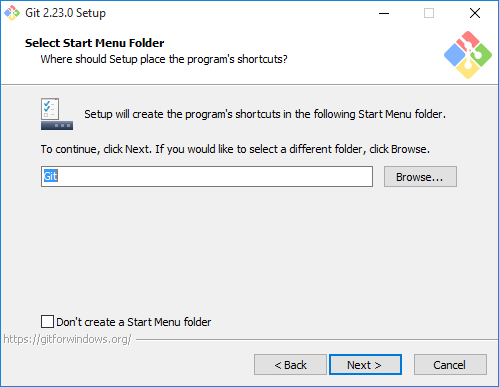 Git 2.23.0 Setup
Select Start Menu Folder
Where should Setup place the program's shortcuts?
Setup will create the program's shortcuts in the following Start Menu folder.
To continue, click Next. If you would like to select a different folder, click Browse.
Git
Browse...
Don't create a Start Menu folder
https://gitforwindows.org/
< Back
Next >
Cancel